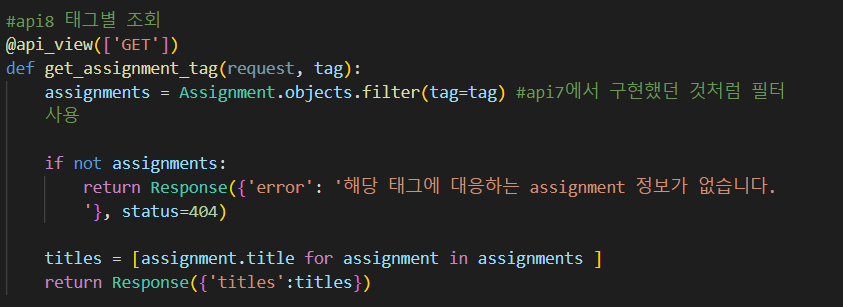 #api8 태그별 조회
@api_view(['GET'])
def get_assignment_tag(request, tag):
    assignments = Assignment.objects.filter(tag=tag) #api7에서 구현했던 것처럼 필터
    사용
    if not assignments:
        return Response({'error': '해당 태그에 대응하는 assignment 정보가 없습니다.
        '}, status=404)
    titles = [assignment.title for assignment in assignments ]
    return Response({'titles':titles})